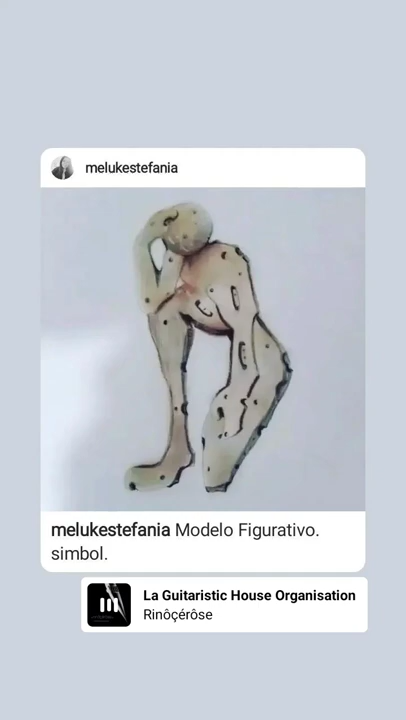 melukestefania
melukestefania Modelo Figurativo.
simbol.
La Guitaristic House Organisation
Rinôçérôse